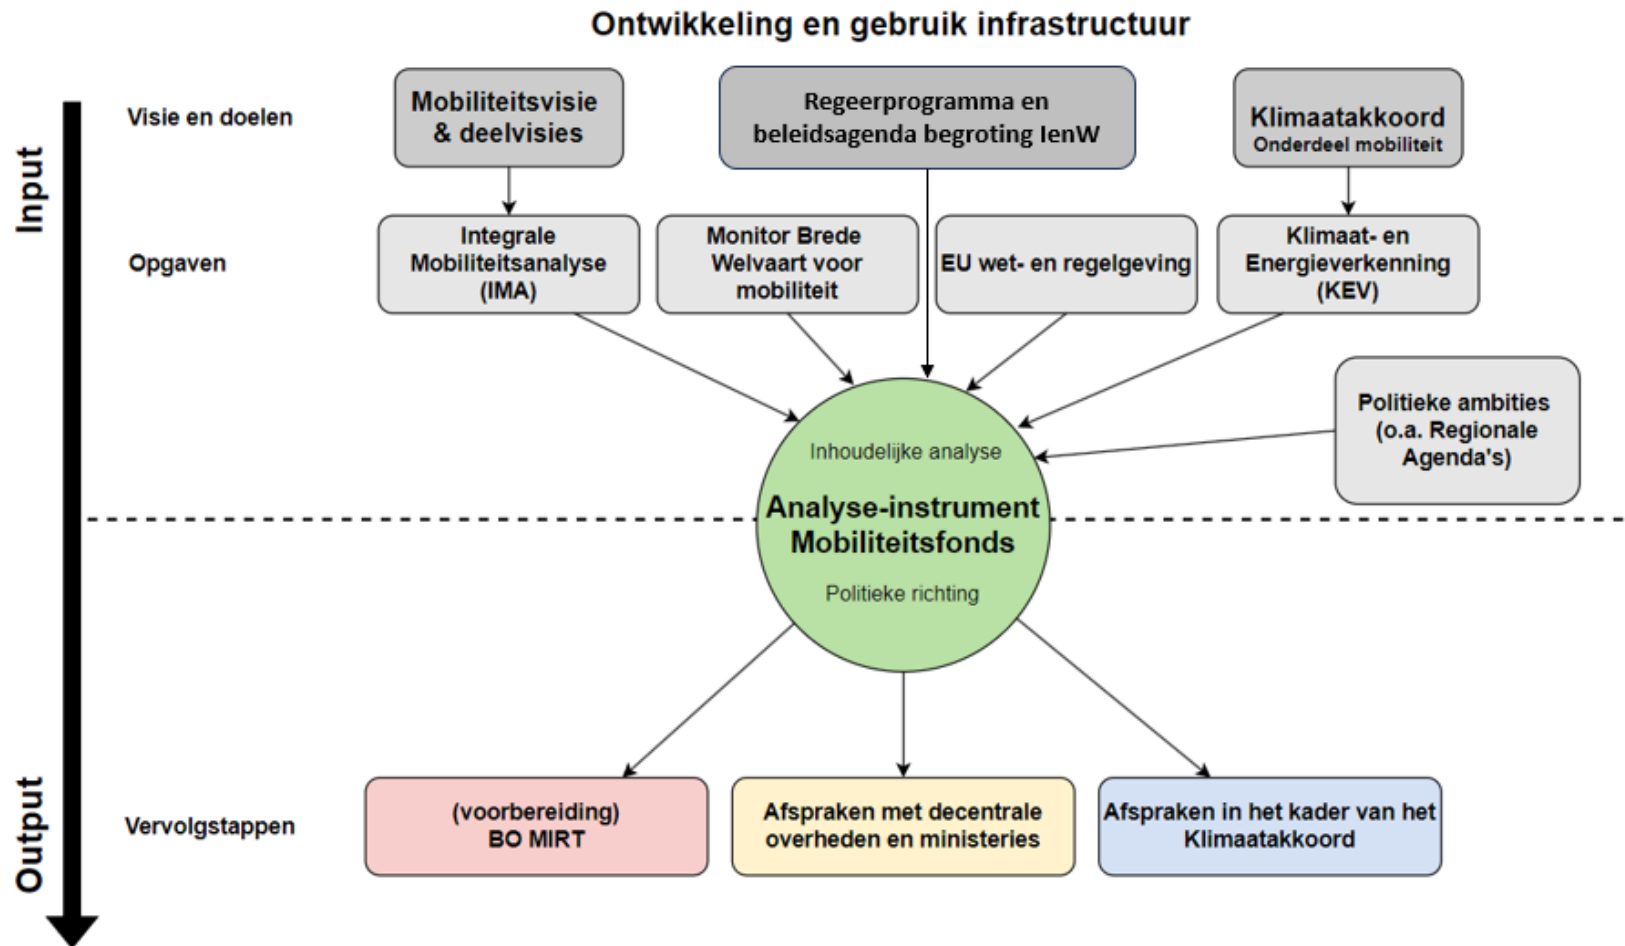 Ontwikkeling en gebruik infrastructuur
Input
Visie en doelen
Mobiliteitsvisie
& deelvisies
Regeerprogramma en
beleidsagenda begroting IenW
Klimaatakkoord
Onderdeel mobiliteit
Opgaven
Integrale
Mobiliteitsanalyse
(IMA)
Monitor Brede
Welvaart voor
mobiliteit
EU wet- en regelgeving
Klimaat- en
Energieverkenning
(KEV)
Politieke ambities
(o.a. Regionale
Agenda's)
Inhoudelijke analyse
Analyse-instrument
Mobiliteitsfonds
Politieke richting
Output
Vervolgstappen
(voorbereiding)
BO MIRT
Afspraken met decentrale
overheden en ministeries
Afspraken in het kader van het
Klimaatakkoord